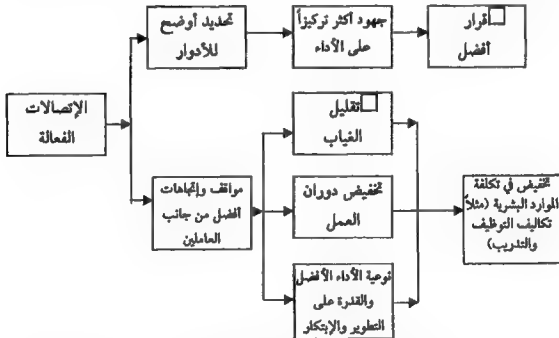 تحديد أوضح
للأدوار
جهود أكثر تركيزاً
على الأداء
قرار
أفضل
الإتصالات
الفعالة
تقليل
الغياب
مواقف وإتجاهات
أفضل من جانب
العاملين
تخفيض دوران
العمل
تخفيض في تكلفة
الموارد البشرية (مثلاً
تكاليف التوظيف
والتدريب)
نوعية الأداء الأفضل
والقدرة على
التطوير والإبتكار